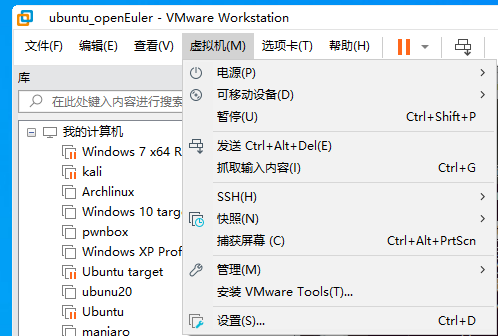 ubuntu_openEuler - VMware Workstation
文件(F) 编辑(E) 查看(V) 虚拟机(M) 选项卡(T) 帮助(H)
库
在此处键入内容进行搜索
我的计算机
Windows 7 x64 R
kali
Archlinux
Windows 10 targ
pwnbox
Windows XP Prof
Ubuntu target
ubunu20
Ubuntu
manjaro
电源(P)
可移动设备(D)
暂停(U) Ctrl+Shift+P
发送 Ctrl+Alt+Del(E)
抓取输入内容(I) Ctrl+G
SSH(H)
快照(N)
捕获屏幕 (C) Ctrl+Alt+PrtScn
管理(M)
安装 VMware Tools(T)...
设置(S)... Ctrl+D